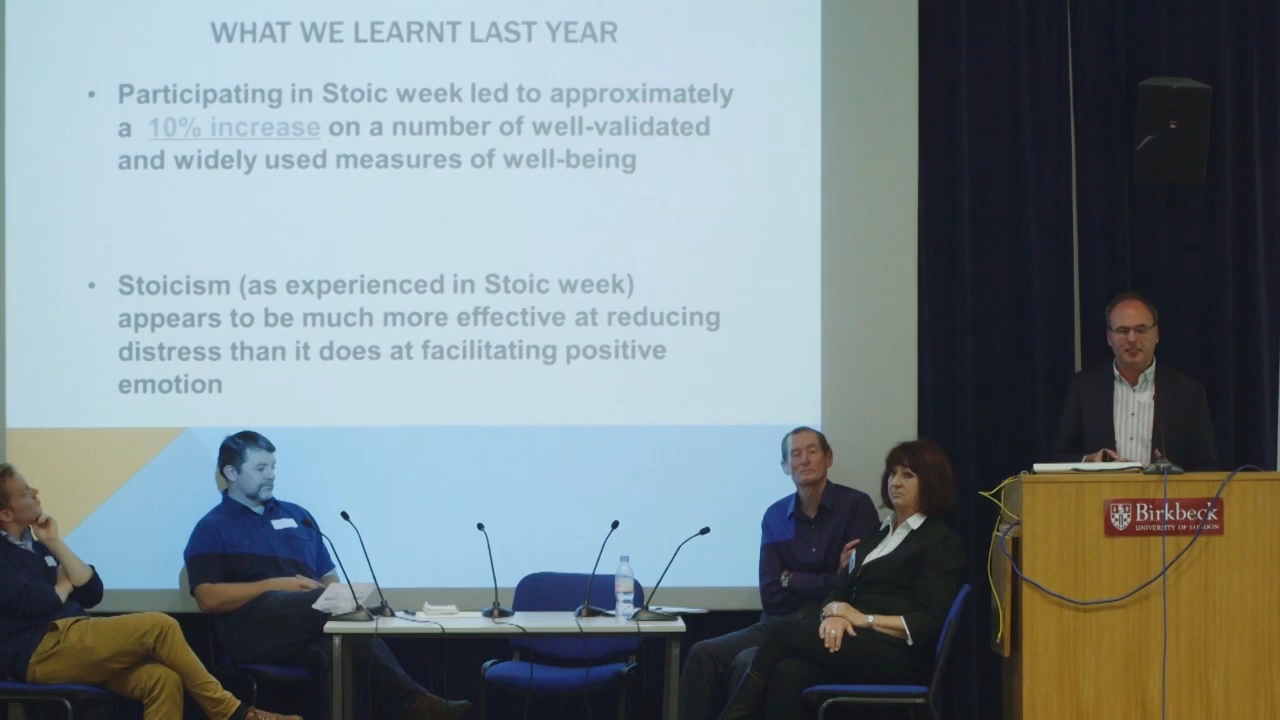 WHAT WE LEARNT LAST YEAR
• Participating in Stoic week led to approximately
a 10% increase on a number of well-validated
and widely used measures of well-being
• Stoicism (as experienced in Stoic week)
appears to be much more effective at reducing
distress than it does at facilitating positive
emotion
Birkbeck
UNIVERSITY OF LONDON